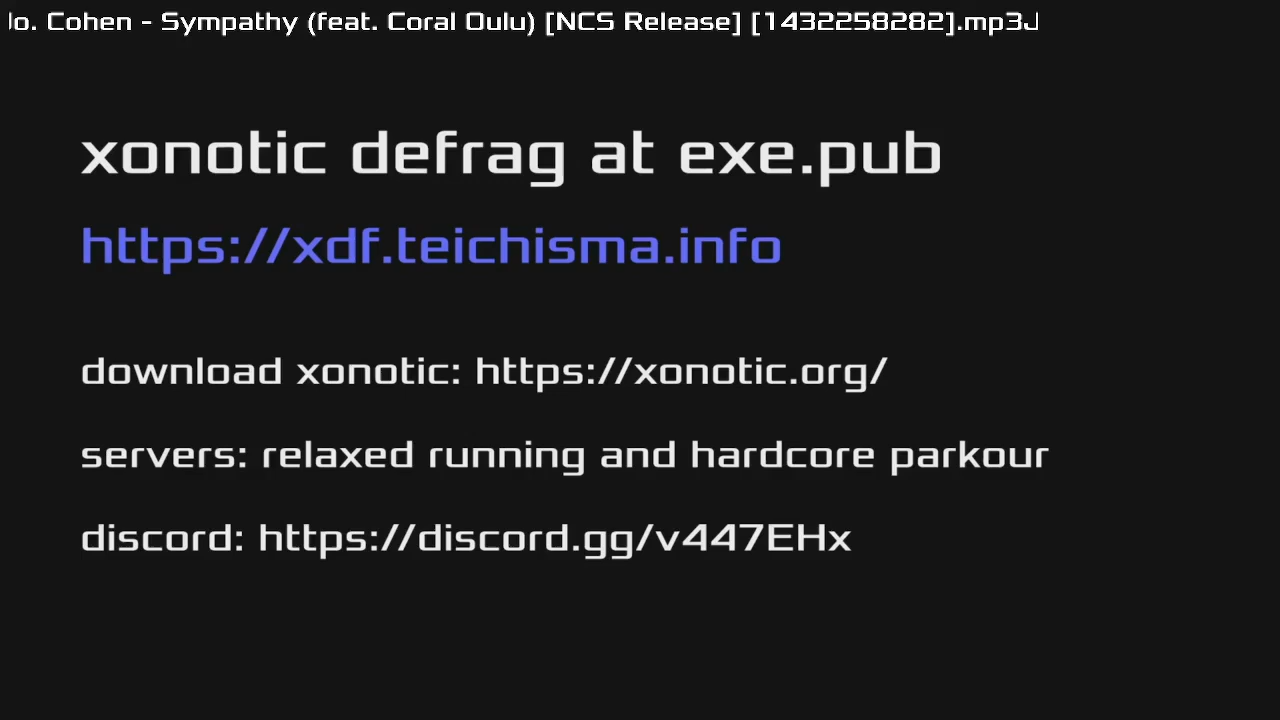 Jo. Cohen - Sympathy (feat. Coral Oulu) [NCS Release] [1432258282].mp3J
xonotic defrag at exe.pub
https://xdf.teichisma.info
download xonotic: https://xonotic.org/
servers: relaxed running and hardcore parkour
discord: https://discord.gg/v447EHx